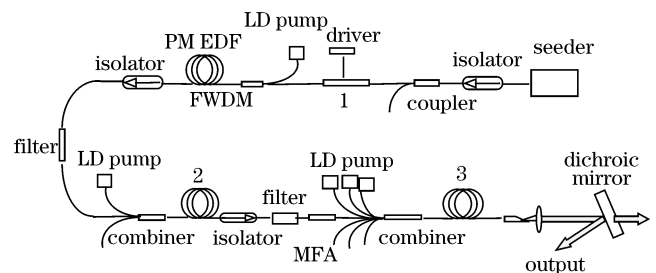 LD pump
PM EDF
driver
seeder
isolator
isolator
FWDM
1
coupler
filter
LD pump
2
LD pump
3
dichroic
mirror
filter
combiner
isolator
MFA
combiner
output